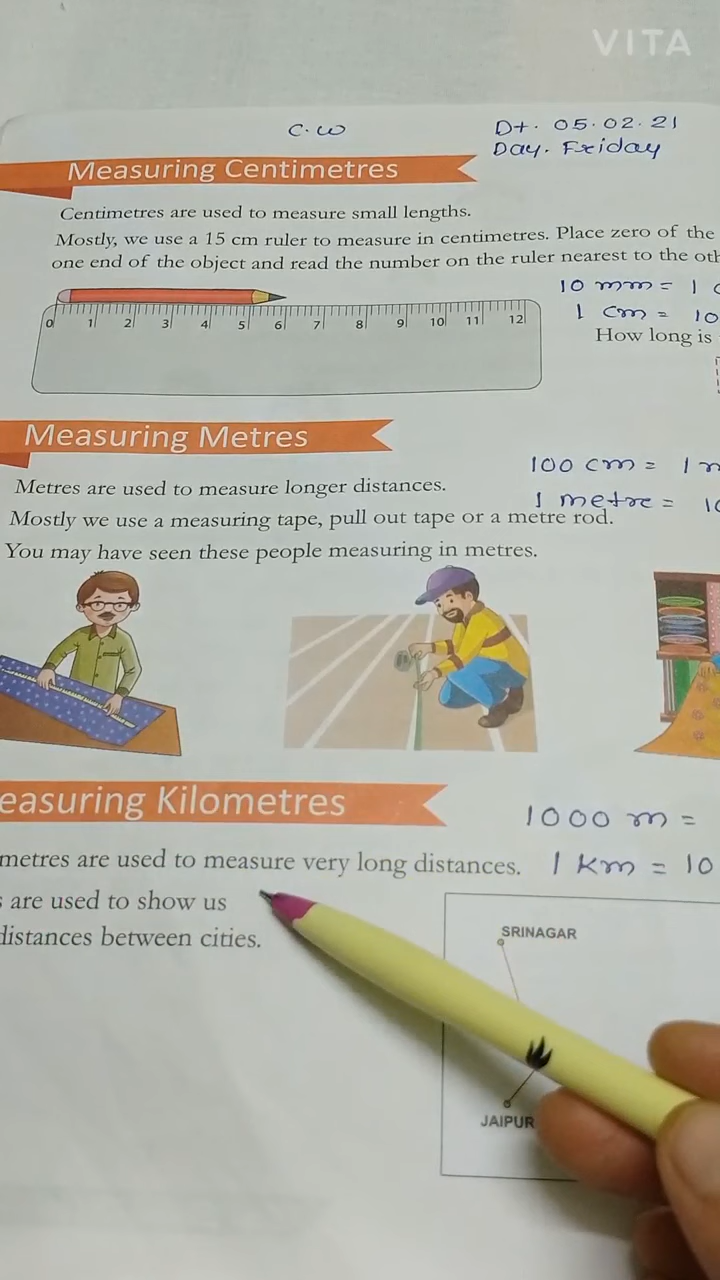 VITA
C.W
Dt. 05.02.21
Day. Friday
Measuring Centimetres
Centimetres are used to measure small lengths.
Mostly, we use a 15 cm ruler to measure in centimetres. Place zero of the
one end of the object and read the number on the ruler nearest to the
10 mm = 1
1 cm = 10
How long is
0 1 2 3 4 5 6 7 8 9 10 11 12
Measuring Metres
100 cm = 1
Metres are used to measure longer distances.
1 metre =
Mostly we use a measuring tape, pull out tape or a metre rod.
You may have seen these people measuring in metres.
easuring Kilometres
1000 m =
metres are used to measure very long distances.
1 km = 10
are used to show us
distances between cities.
SRINAGAR
JAIPUR